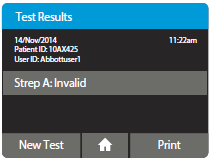 Test Results
14/Nov/2014 11:22am
Patient ID: 10AX425
User ID: Abbottuser1
Strep A: Invalid
New Test Print